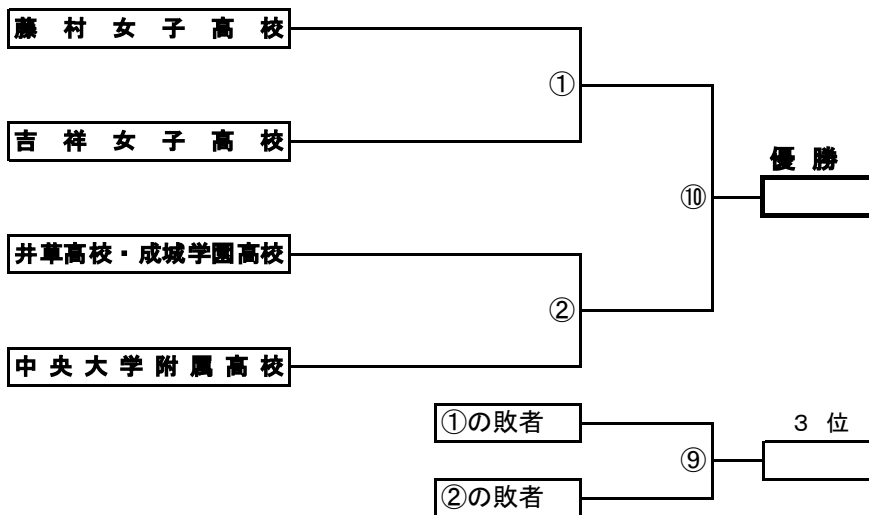 藤村女子高校
①
吉祥女子高校
優勝
⑩
井草高校・成城学園高校
②
中央大学附属高校
①の敗者
3位
⑨
②の敗者